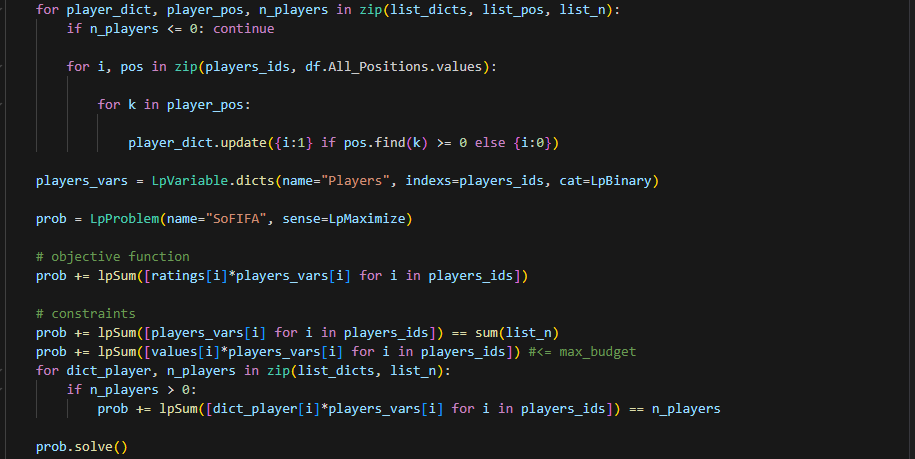 for player_dict, player_pos, n_players in zip(list_dicts, list_pos, list_n):
if n_players <= 0: continue
for i, pos in zip(players_ids, df.All_Positions.values):
for k in player_pos:
player_dict.update({i:1} if pos.find(k) >= 0 else {i:0})
players_vars = LpVariable.dicts(name="Players", indexs=players_ids, cat=LpBinary)
prob = LpProblem(name="SoFIFA", sense=LpMaximize)
# objective function
prob += lpSum([ratings[i]*players_vars[i] for i in players_ids])
# constraints
prob += lpSum([players_vars[i] for i in players_ids]) == sum(list_n)
prob += lpSum([values[i]*players_vars[i] for i in players_ids]) #<= max_budget
for dict_player, n_players in zip(list_dicts, list_n):
if n_players > 0:
prob += lpSum([dict_player[i]*players_vars[i] for i in players_ids]) == n_players
prob.solve()